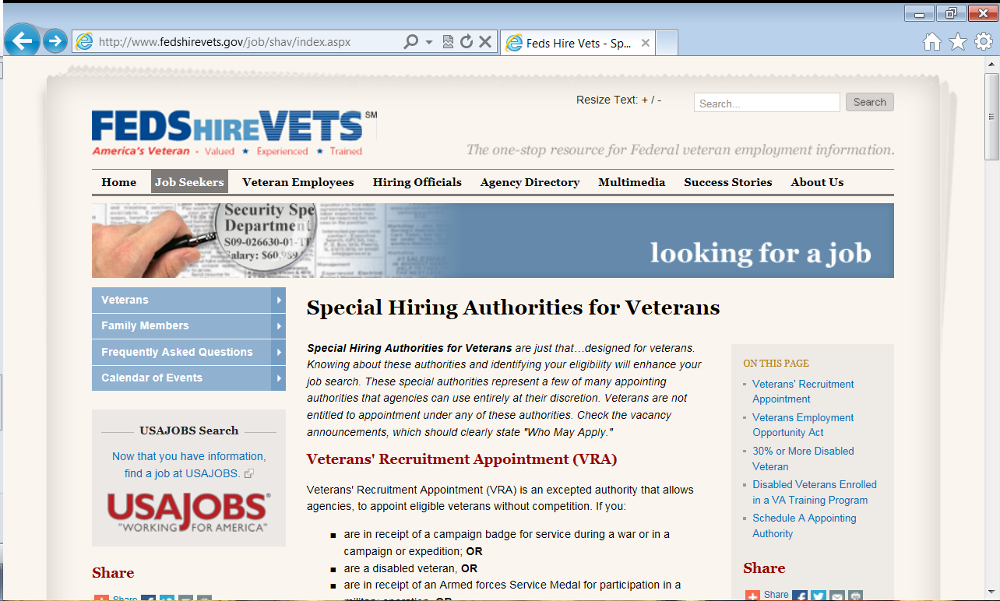 http://www.fedshirevets.gov/job/shav/index.aspx
Feds Hire Vets - Sp...
Resize Text: + / -
Search...
Search
FEDSHIREVETS SM
America's Veteran - Valued ★ Experienced ★ Trained
The one-stop resource for Federal veteran employment information.
Home Job Seekers Veteran Employees Hiring Officials Agency Directory Multimedia Success Stories About Us
Security Spe
Department
S09-026630-01-TF
Salary: $60,989
Management
looking for a job
Veterans
Family Members
Frequently Asked Questions
Calendar of Events
USAJOBS Search
Now that you have information,
find a job at USAJOBS.
USAJOBS®
"WORKING FOR AMERICA"
Share
Share
Special Hiring Authorities for Veterans
Special Hiring Authorities for Veterans are just that…designed for veterans.
Knowing about these authorities and identifying your eligibility will enhance your
job search. These special authorities represent a few of many appointing
authorities that agencies can use entirely at their discretion. Veterans are not
entitled to appointment under any of these authorities. Check the vacancy
announcements, which should clearly state "Who May Apply."
Veterans' Recruitment Appointment (VRA)
Veterans' Recruitment Appointment (VRA) is an excepted authority that allows
agencies, to appoint eligible veterans without competition. If you:
are in receipt of a campaign badge for service during a war or in a
campaign or expedition; OR
are a disabled veteran, OR
are in receipt of an Armed forces Service Medal for participation in a
military operation, OR
ON THIS PAGE
Veterans' Recruitment
Appointment
Veterans Employment
Opportunity Act
30% or More Disabled
Veteran
Disabled Veterans Enrolled
in a VA Training Program
Schedule A Appointing
Authority
Share
Share